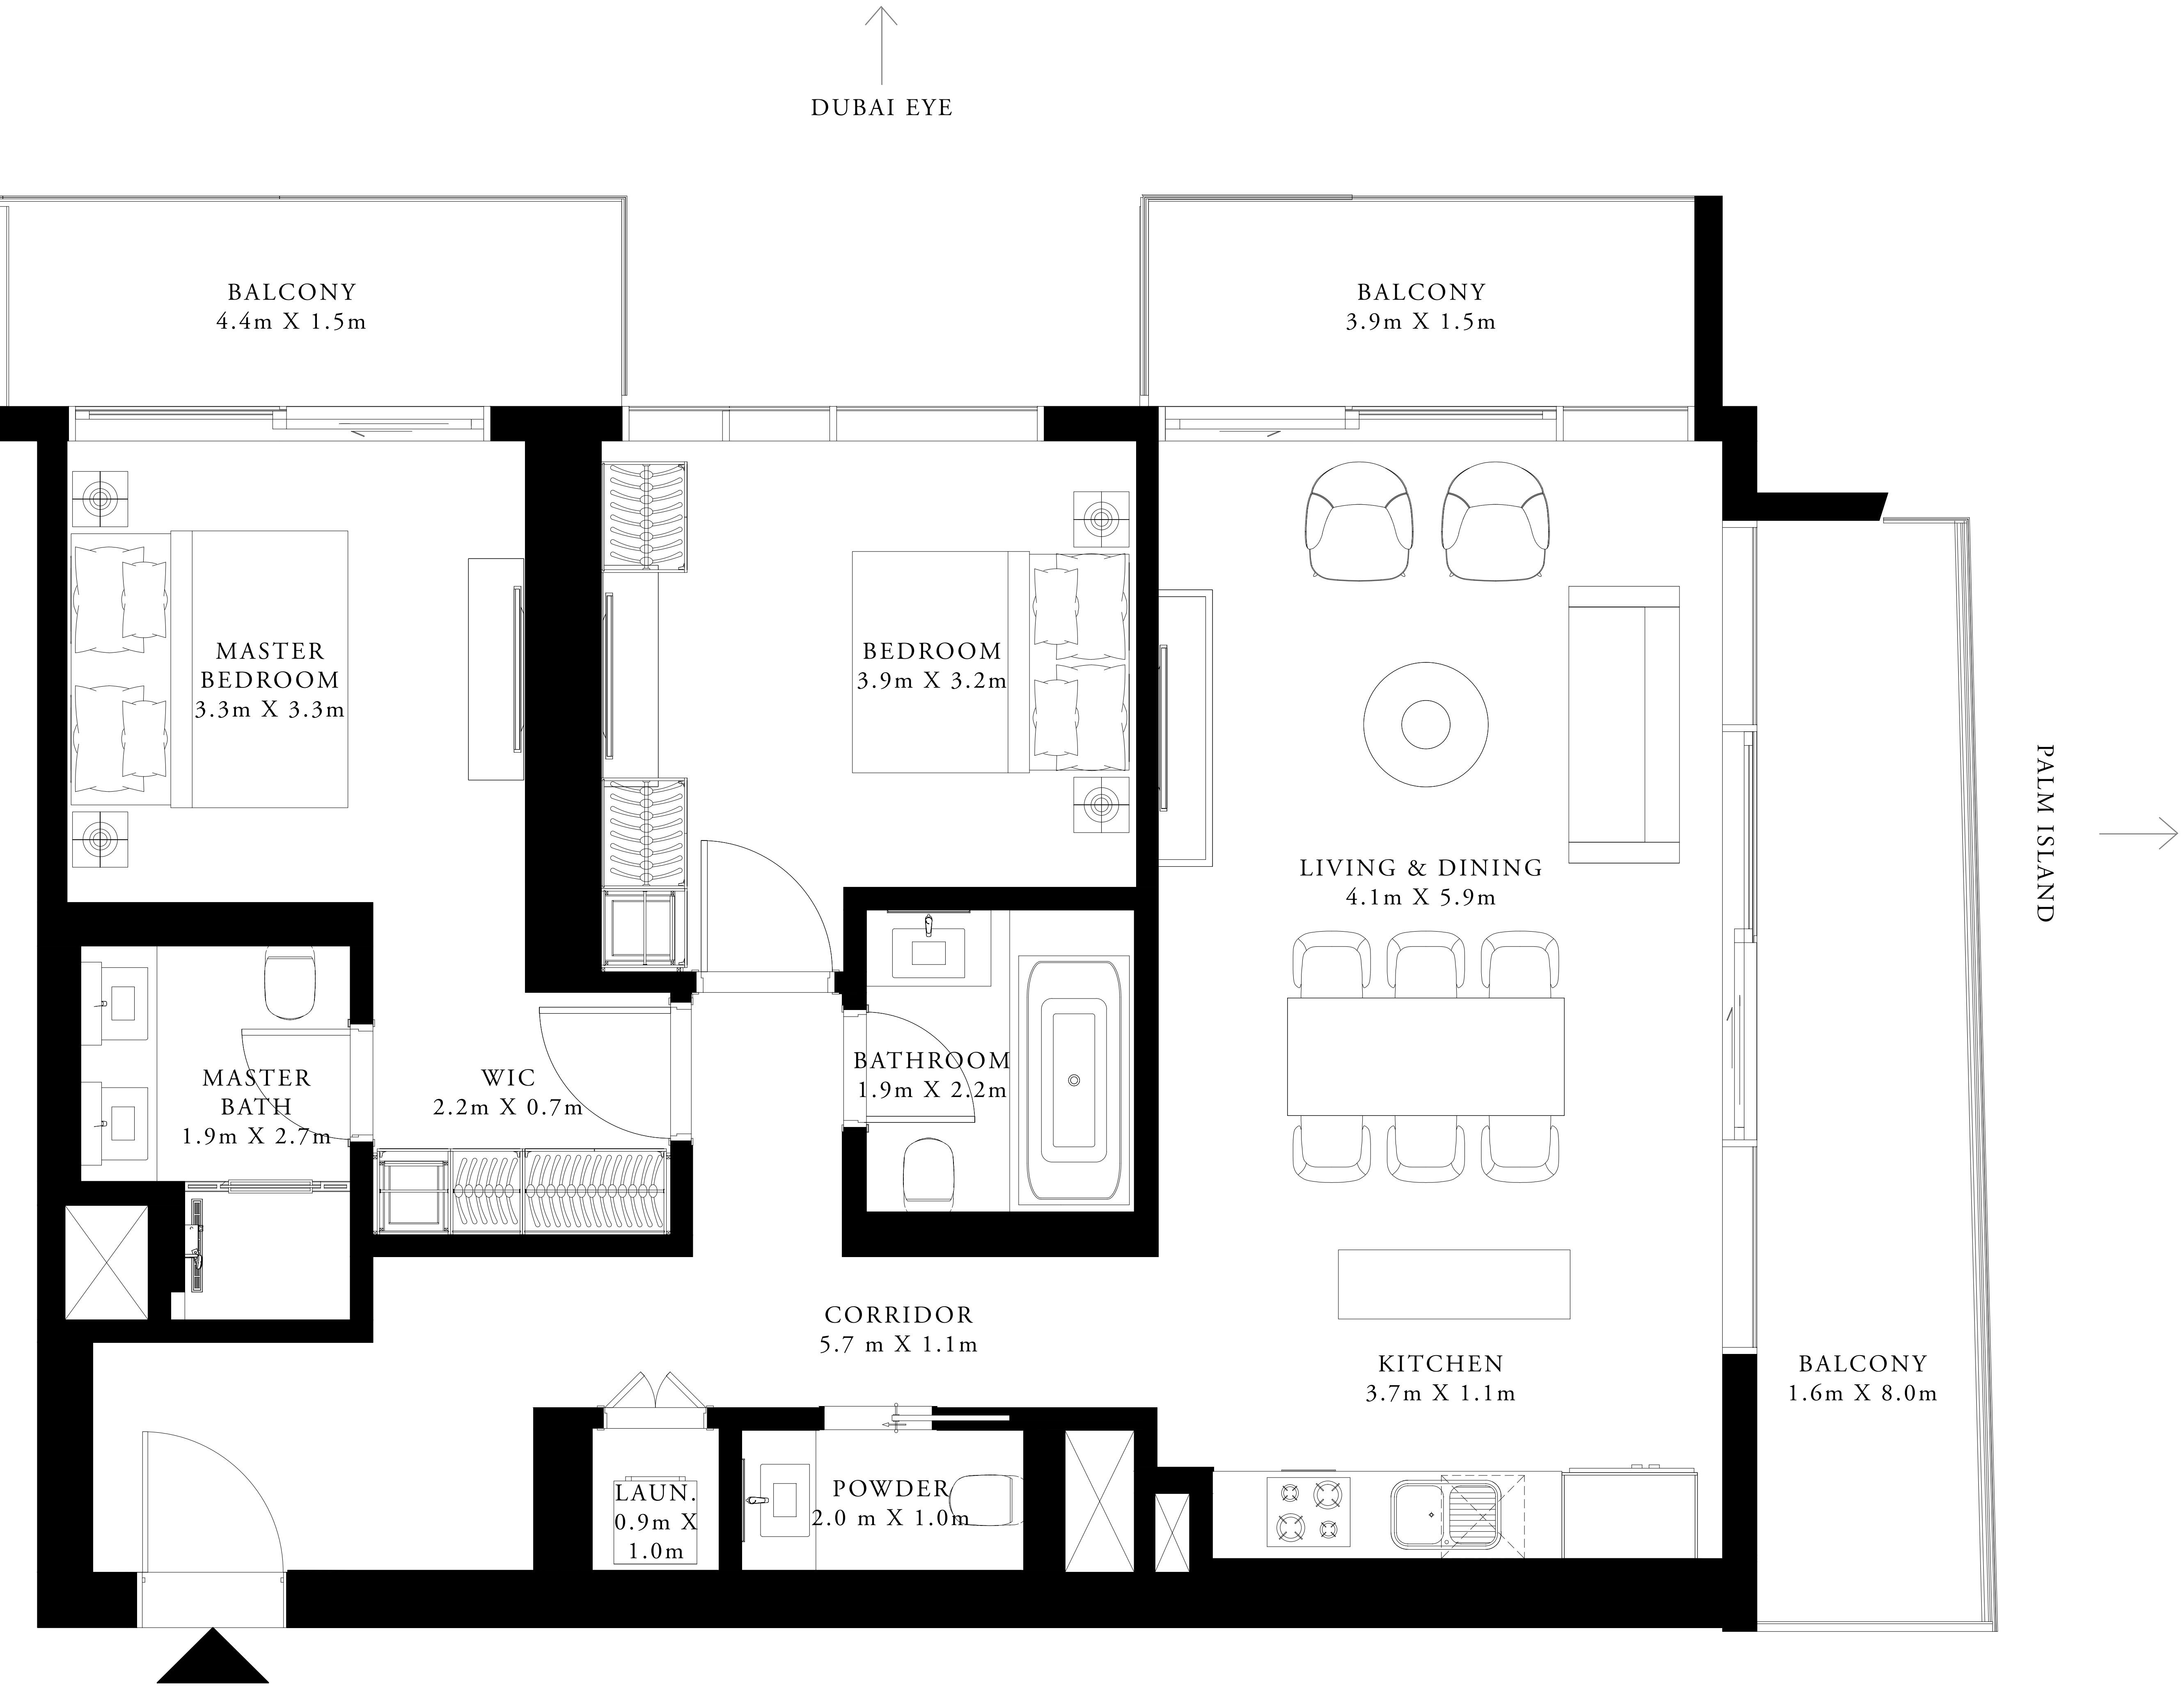 DUBAI EYE
BALCONY
4.4m X 1.5m
BALCONY
3.9m X 1.5m
MASTER
BEDROOM
3.3m X 3.3m
BEDROOM
3.9m X 3.2m
LIVING & DINING
4.1m X 5.9m
PALM ISLAND
MASTER
BATH
1.9m X 2.7m
WIC
2.2m X 0.7m
BATHROOM
1.9m X 2.2m
CORRIDOR
5.7 m X 1.1m
KITCHEN
3.7m X 1.1m
BALCONY
1.6m X 8.0m
LAUN.
0.9m X
1.0m
POWDER
2.0 m X 1.0m